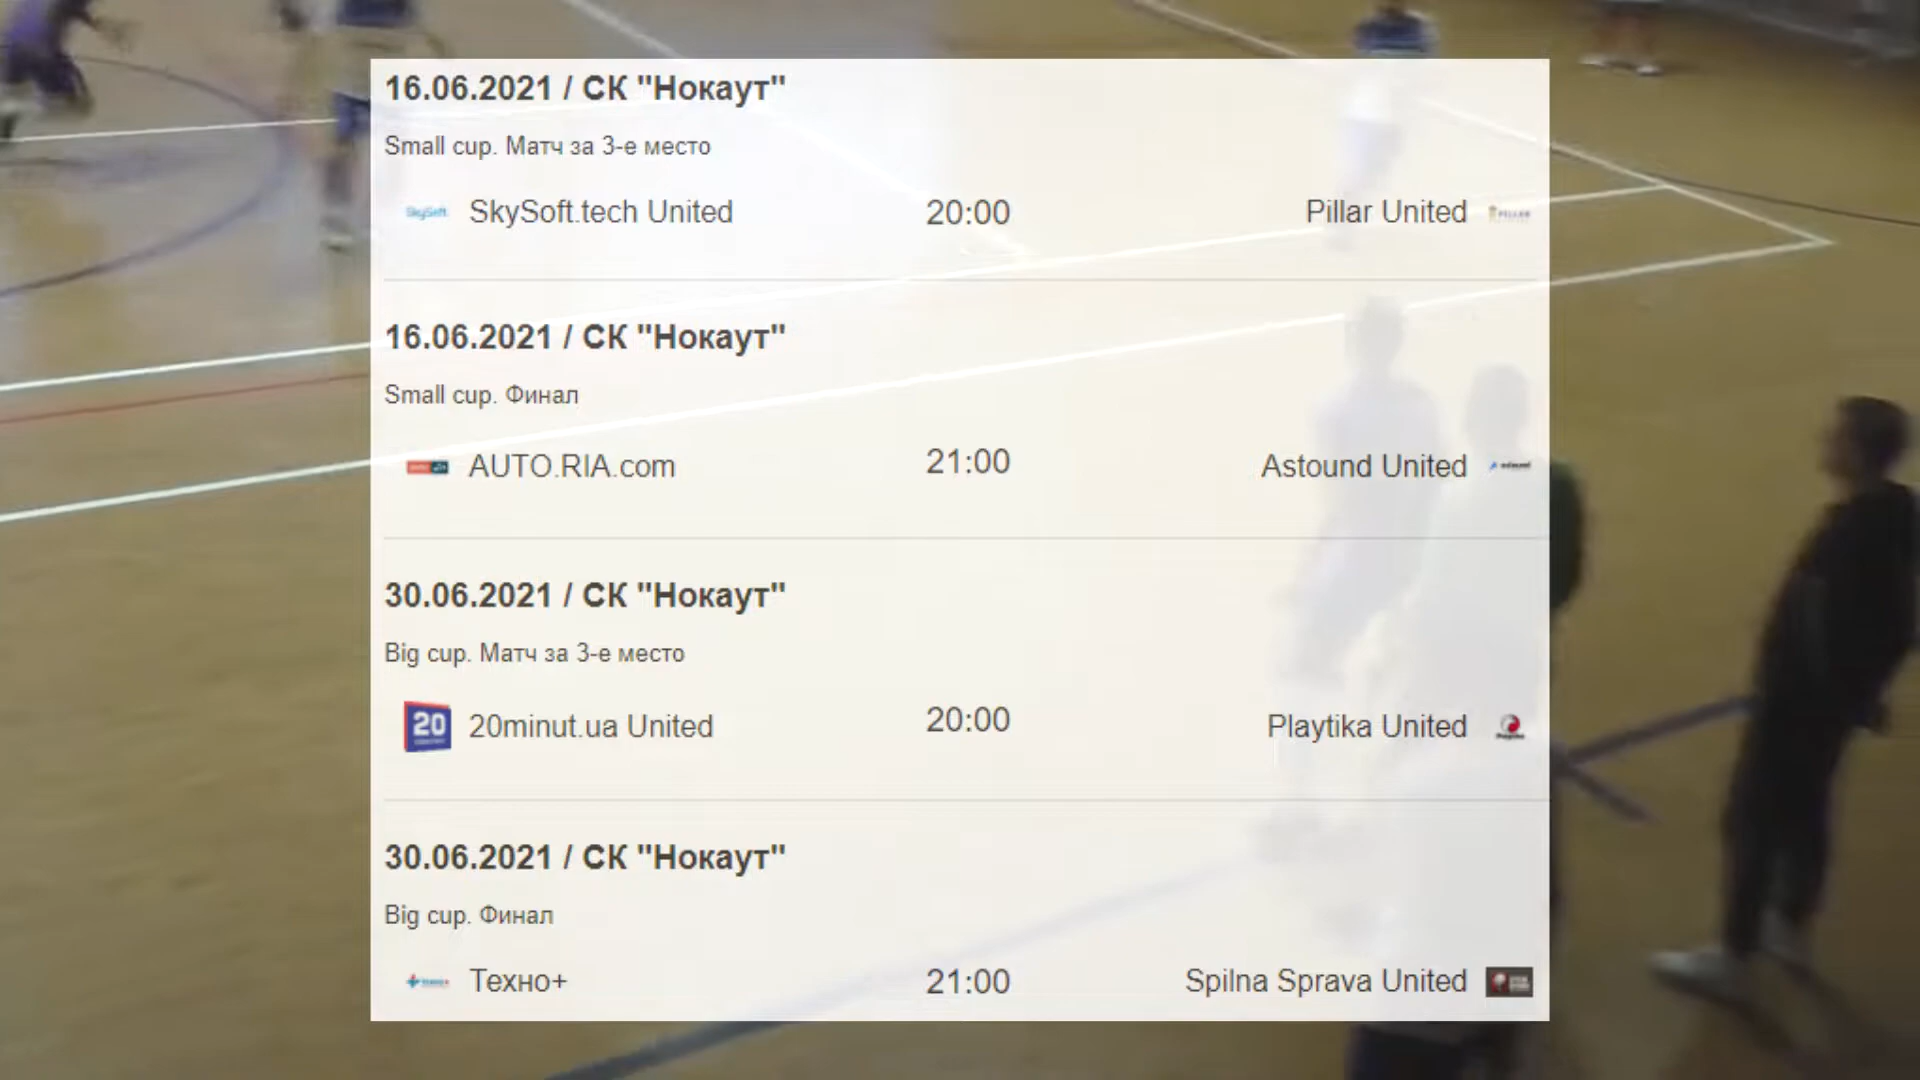 16.06.2021 / СК "Нокаут"
Small cup. Матч за 3-е место
SkySoft SkySoft.tech United 20:00 Pillar United PILLAR
16.06.2021 / СК "Нокаут"
Small cup. Финал
AUTO.RIA.com 21:00 Astound United astound
30.06.2021 / СК "Нокаут"
Big cup. Матч за 3-е место
20 20minut.ua United 20:00 Playtika United
30.06.2021 / СК "Нокаут"
Big cup. Финал
Техно+ 21:00 Spilna Sprava United